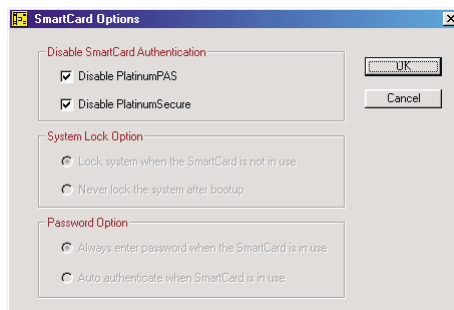 SmartCard Options
Disable SmartCard Authentication
Disable PlatinumPAS
Disable PlatinumSecure
UK
Cancel
System Lock Option
Lock system when the SmartCard is not in use
Never lock the system after bootup
Password Option
Always enter password when the SmartCard is in use
Auto authenticate when SmartCard is in use